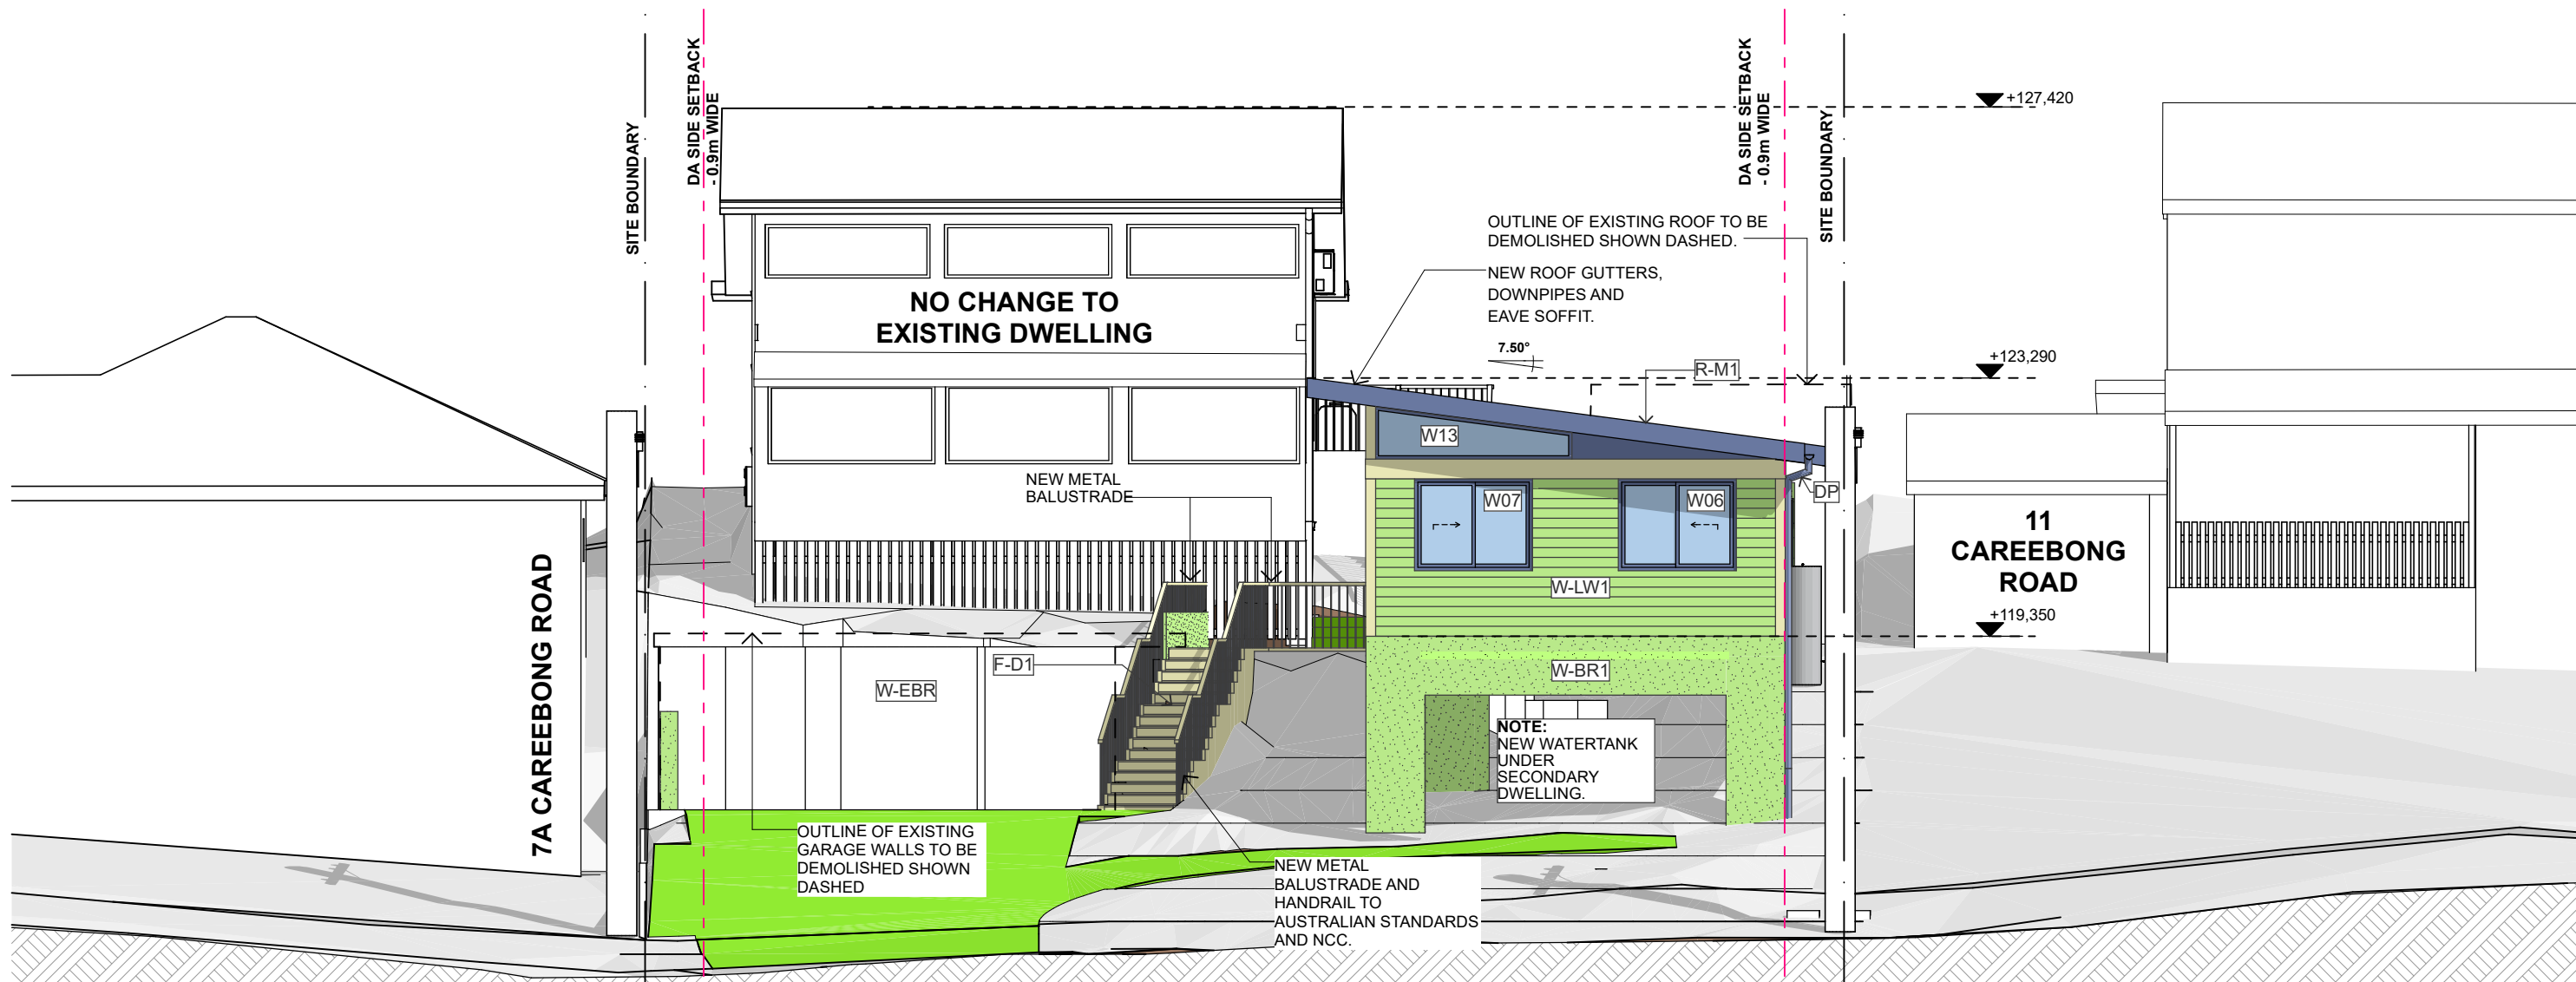 SITE BOUNDARY
DA SIDE SETBACK
- 0.9m WIDE
DA SIDE SETBACK
- 0.9m WIDE
SITE BOUNDARY
+127,420
OUTLINE OF EXISTING ROOF TO BE
DEMOLISHED SHOWN DASHED.
NEW ROOF GUTTERS,
DOWNPIPES AND
EAVE SOFFIT.
NO CHANGE TO
EXISTING DWELLING
7.50°
+123,290
R-M1
W13
NEW METAL
BALUSTRADE
W07
W06
DP
11
CAREEBONG
ROAD
W-LW1
+119,350
7A CAREEBONG ROAD
F-D1
W-EBR
W-BR1
NOTE:
NEW WATERTANK
UNDER
SECONDARY
DWELLING.
OUTLINE OF EXISTING
GARAGE WALLS TO BE
DEMOLISHED SHOWN
DASHED
NEW METAL
BALUSTRADE AND
HANDRAIL TO
AUSTRALIAN STANDARDS
AND NCC.